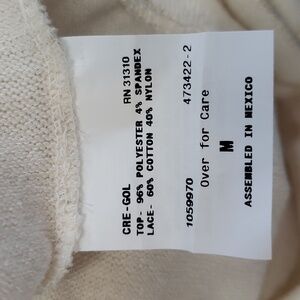 CRE-GOL RN 31310
TOP- 96% POLYESTER 4% SPANDEX
LACE- 60% COTTON 40% NYLON
1059970 473422-2
Over for Care
M
ASSEMBLED IN MEXICO